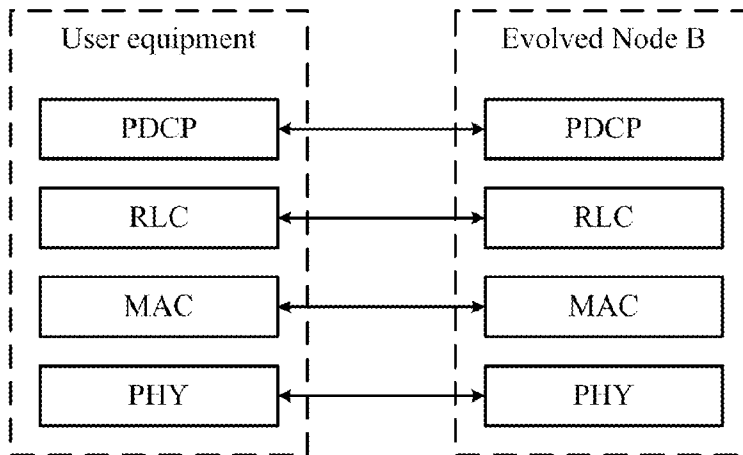 User equipment
Evolved Node B
PDCP
PDCP
RLC
RLC
MAC
MAC
PHY
PHY